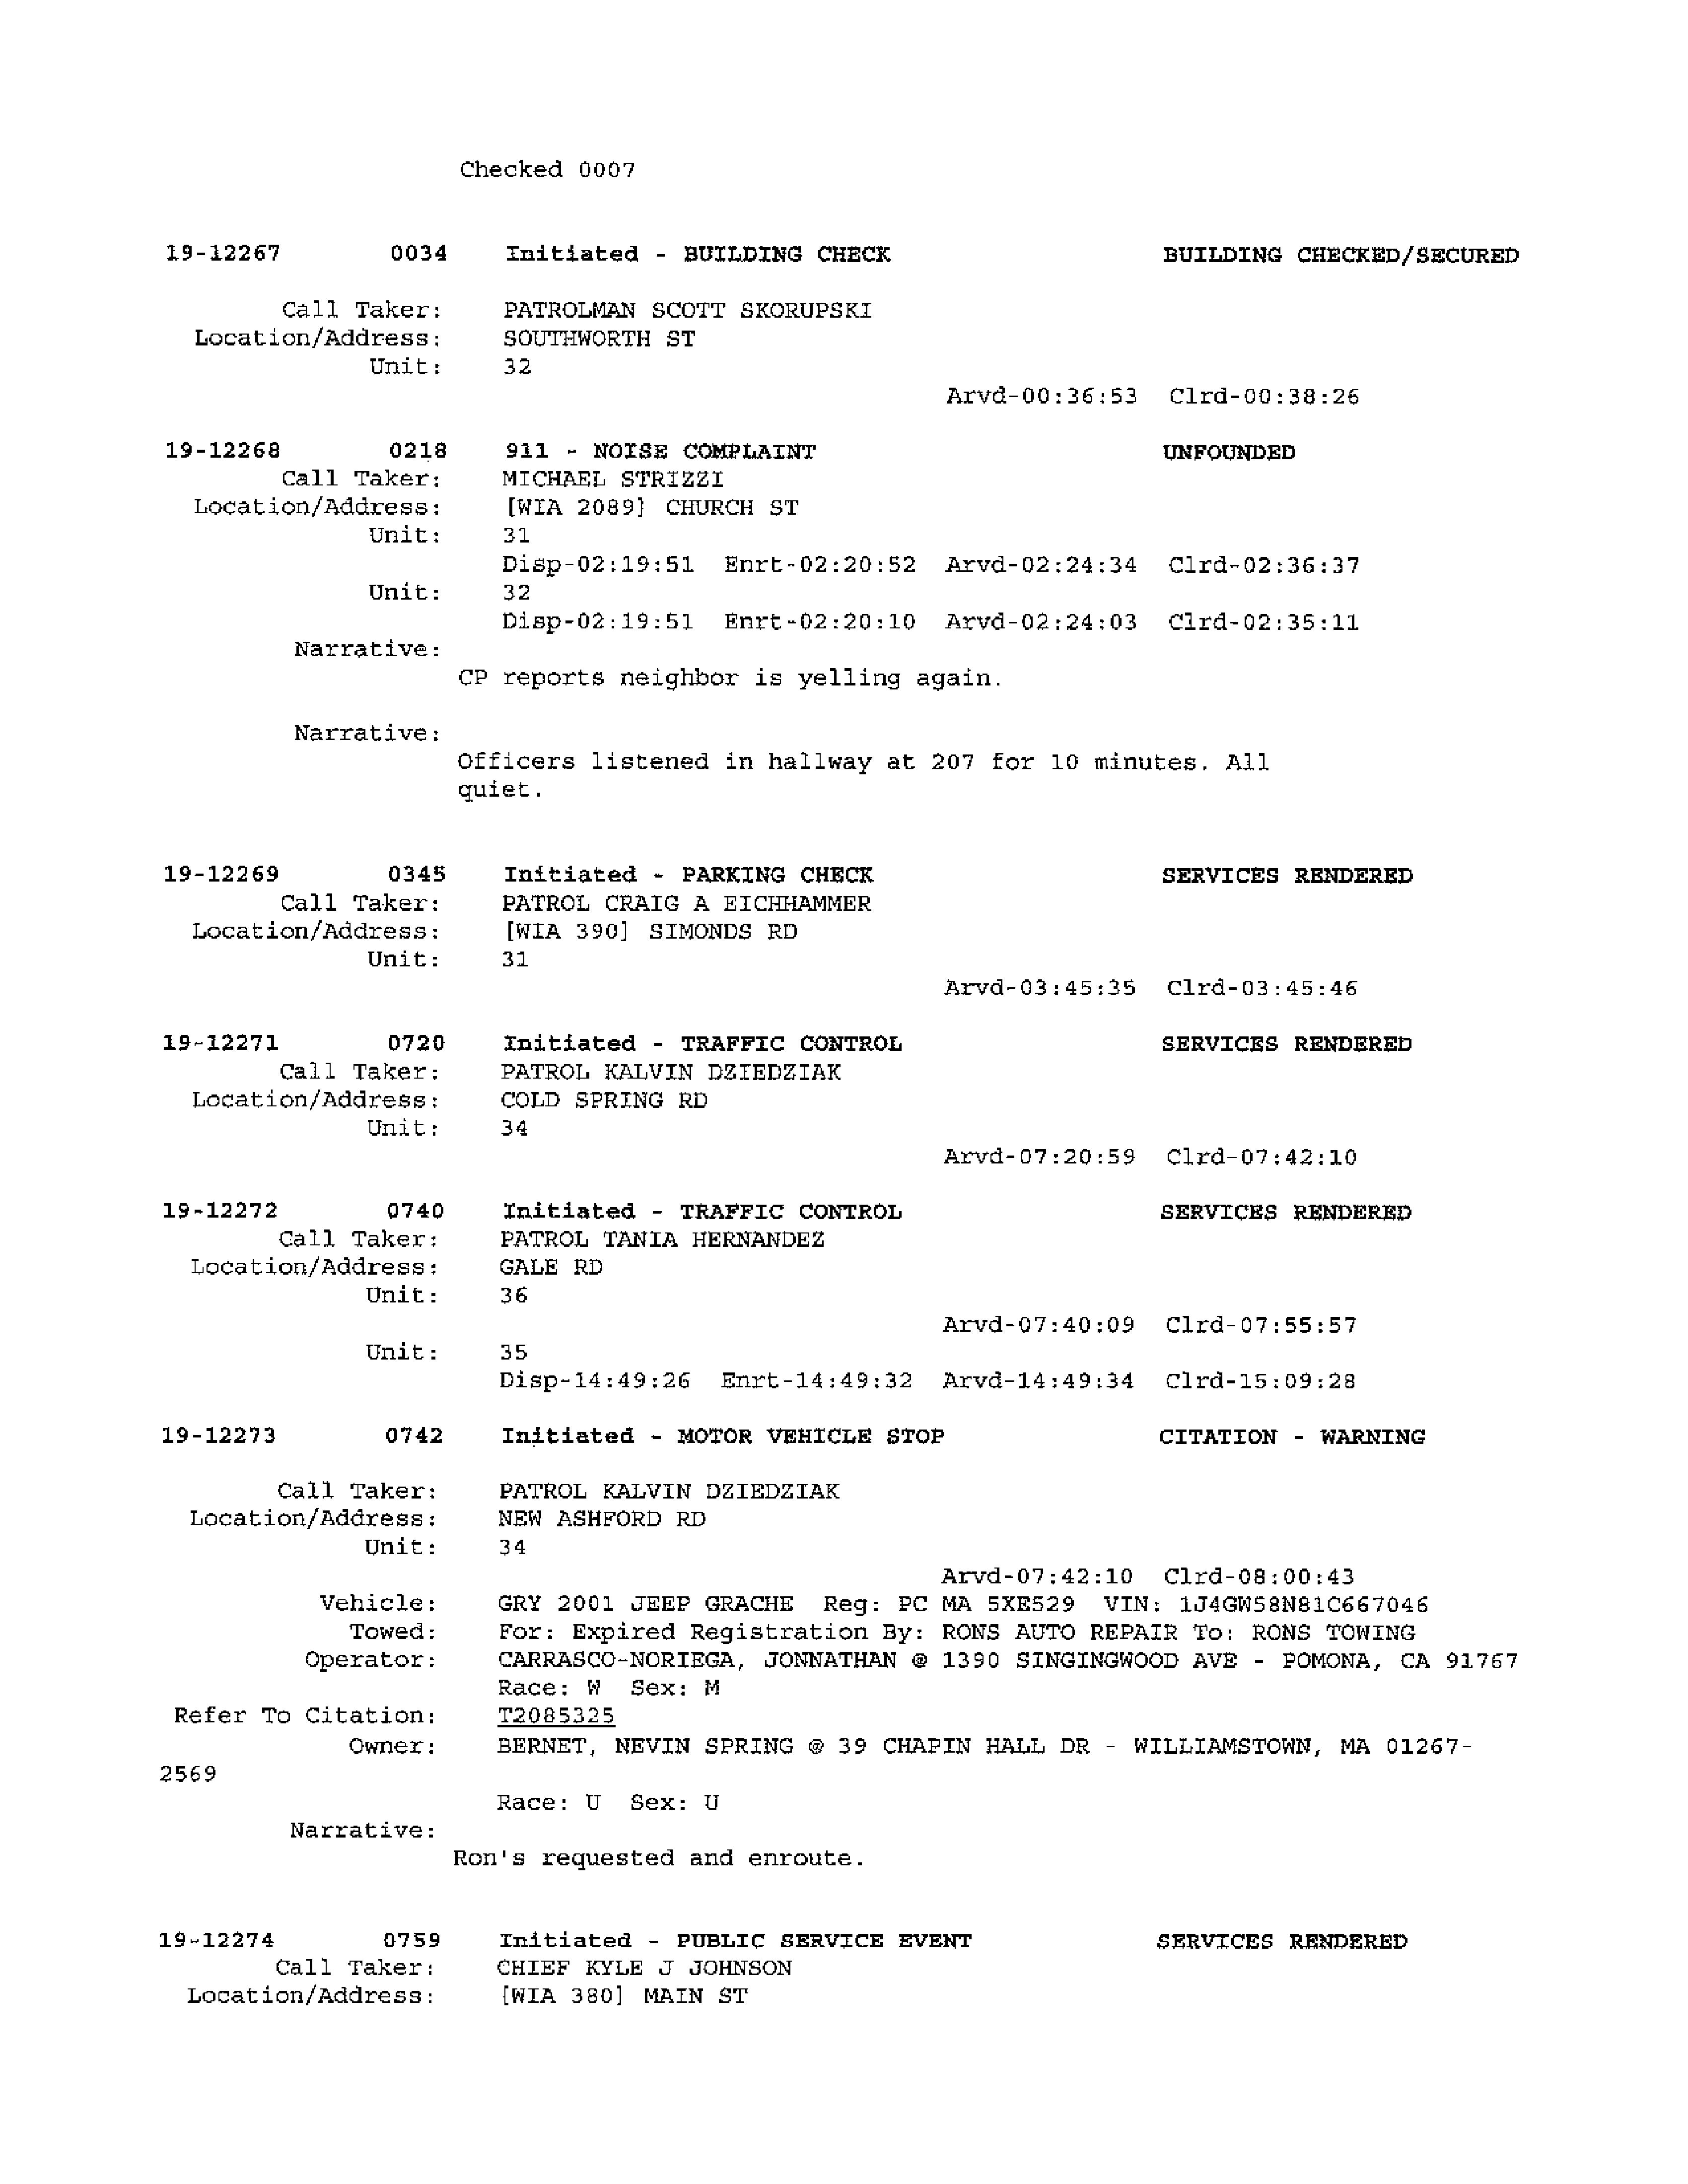 Checked 0007
19-12267 0034 Initiated - BUILDING CHECK BUILDING CHECKED/SECURED
Call Taker: PATROLMAN SCOTT SKORUPSKI
Location/Address: SOUTHWORTH ST
Unit: 32
Arvd-00:36:53 Clrd-00:38:26
19-12268 0218 911 - NOISE COMPLAINT UNFOUNDED
Call Taker: MICHAEL STRIZZI
Location/Address: [WIA 2089] CHURCH ST
Unit: 31
Disp-02:19:51 Enrt-02:20:52 Arvd-02:24:34 Clrd-02:36:37
Unit: 32
Disp-02:19:51 Enrt-02:20:10 Arvd-02:24:03 Clrd-02:35:11
Narrative:
CP reports neighbor is yelling again.
Narrative:
Officers listened in hallway at 207 for 10 minutes. All
quiet.
19-12269 0345 Initiated - PARKING CHECK SERVICES RENDERED
Call Taker: PATROL CRAIG A EICHHAMMER
Location/Address: [WIA 390] SIMONDS RD
Unit: 31
Arvd-03:45:35 Clrd-03:45:46
19-12271 0720 Initiated - TRAFFIC CONTROL SERVICES RENDERED
Call Taker: PATROL KALVIN DZIEDZIAK
Location/Address: COLD SPRING RD
Unit: 34
Arvd-07:20:59 Clrd-07:42:10
19-12272 0740 Initiated - TRAFFIC CONTROL SERVICES RENDERED
Call Taker: PATROL TANIA HERNANDEZ
Location/Address: GALE RD
Unit: 36
Arvd-07:40:09 Clrd-07:55:57
Unit: 35
Disp-14:49:26 Enrt-14:49:32 Arvd-14:49:34 Clrd-15:09:28
19-12273 0742 Initiated - MOTOR VEHICLE STOP CITATION - WARNING
Call Taker: PATROL KALVIN DZIEDZIAK
Location/Address: NEW ASHFORD RD
Unit: 34
Arvd-07:42:10 Clrd-08:00:43
Vehicle: GRY 2001 JEEP GRACHE Reg: PC MA 5XE529 VIN: 1J4GW58N81C667046
Towed: For: Expired Registration By: RONS AUTO REPAIR To: RONS TOWING
Operator: CARRASCO-NORIEGA, JONNATHAN @ 1390 SINGINGWOOD AVE - POMONA, CA 91767
Race: W Sex: M
Refer To Citation: T2085325
Owner: BERNET, NEVIN SPRING @ 39 CHAPIN HALL DR - WILLIAMSTOWN, MA 01267-
2569
Race: U Sex: U
Narrative:
Ron's requested and enroute.
19-12274 0759 Initiated - PUBLIC SERVICE EVENT SERVICES RENDERED
Call Taker: CHIEF KYLE J JOHNSON
Location/Address: [WIA 380] MAIN ST